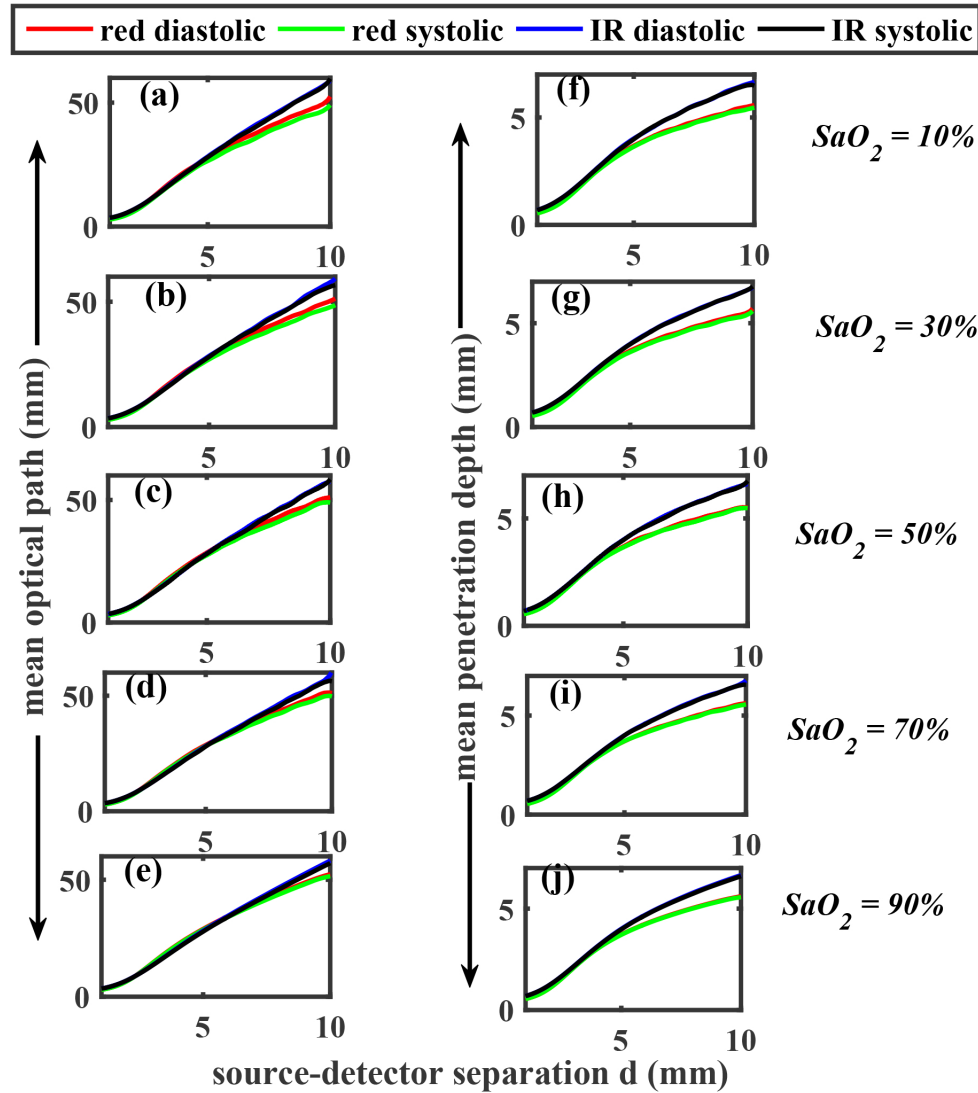 red diastolic red systolic IR diastolic IR systolic
(a)
50
0
5
10
(f)
5
0
5
10
SaO2 = 10%
(b)
50
0
5
10
(g)
5
0
5
10
SaO2 = 30%
(c)
50
0
5
10
(h)
5
0
5
10
SaO2 = 50%
(d)
50
0
5
10
(i)
5
0
5
10
SaO2 = 70%
(e)
50
0
5
10
(j)
5
0
5
10
SaO2 = 90%
mean optical path (mm)
mean penetration depth (mm)
source-detector separation d (mm)